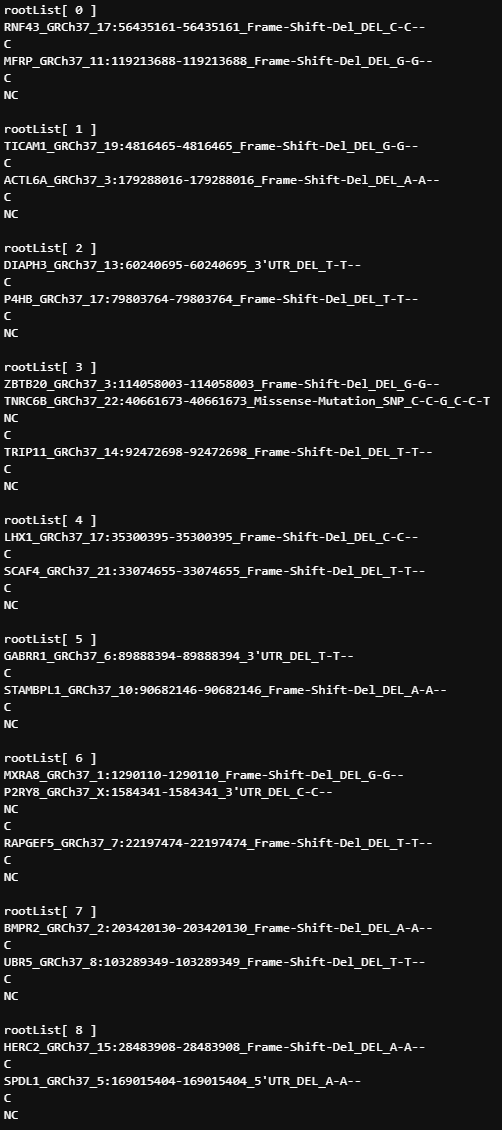 rootList[ 0 ]
RNF43_GRCh37_17:56435161-56435161_Frame-Shift-Del_DEL_C-C--
C
MFRP_GRCh37_11:119213688-119213688_Frame-Shift-Del_DEL_G-G--
C
NC
rootList[ 1 ]
TICAM1_GRCh37_19:4816465-4816465_Frame-Shift-Del_DEL_G-G--
C
ACTL6A_GRCh37_3:179288016-179288016_Frame-Shift-Del_DEL_A-A--
C
NC
rootList[ 2 ]
DIAPH3_GRCh37_13:60240695-60240695_3'UTR_DEL_T-T--
C
P4HB_GRCh37_17:79803764-79803764_Frame-Shift-Del_DEL_T-T--
C
NC
rootList[ 3 ]
ZBTB20_GRCh37_3:114058003-114058003_Frame-Shift-Del_DEL_G-G--
TNRC6B_GRCh37_22:40661673-40661673_Missense-Mutation_SNP_C-C-G_C-C-T
NC
C
TRIP11_GRCh37_14:92472698-92472698_Frame-Shift-Del_DEL_T-T--
C
NC
rootList[ 4 ]
LHX1_GRCh37_17:35300395-35300395_Frame-Shift-Del_DEL_C-C--
C
SCAF4_GRCh37_21:33074655-33074655_Frame-Shift-Del_DEL_T-T--
C
NC
rootList[ 5 ]
GABRR1_GRCh37_6:89888394-89888394_3'UTR_DEL_T-T--
C
STAMBPL1_GRCh37_10:90682146-90682146_Frame-Shift-Del_DEL_A-A--
C
NC
rootList[ 6 ]
MXRA8_GRCh37_1:1290110-1290110_Frame-Shift-Del_DEL_G-G--
P2RY8_GRCh37_X:1584341-1584341_3'UTR_DEL_C-C--
NC
C
RAPGEF5_GRCh37_7:22197474-22197474_Frame-Shift-Del_DEL_T-T--
C
NC
rootList[ 7 ]
BMPR2_GRCh37_2:203420130-203420130_Frame-Shift-Del_DEL_A-A--
C
UBR5_GRCh37_8:103289349-103289349_Frame-Shift-Del_DEL_T-T--
C
NC
rootList[ 8 ]
HERC2_GRCh37_15:28483908-28483908_Frame-Shift-Del_DEL_A-A--
C
SPDL1_GRCh37_5:169015404-169015404_5'UTR_DEL_A-A--
C
NC